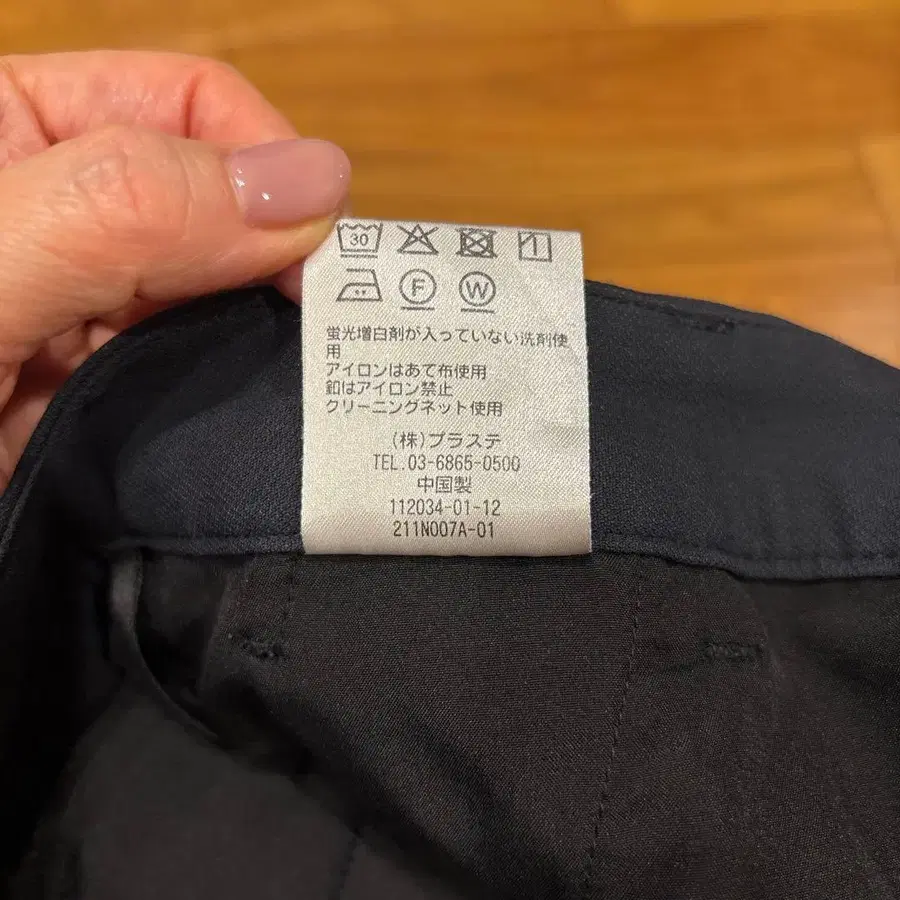 30
F W
蛍光増白剤が入っていない洗剤使
用
アイロンはあて布使用
釦はアイロン禁止
クリーニングネット使用
(株)プラステ
TEL.03-6865-0500
中国製
112034-01-12
211N007A-01